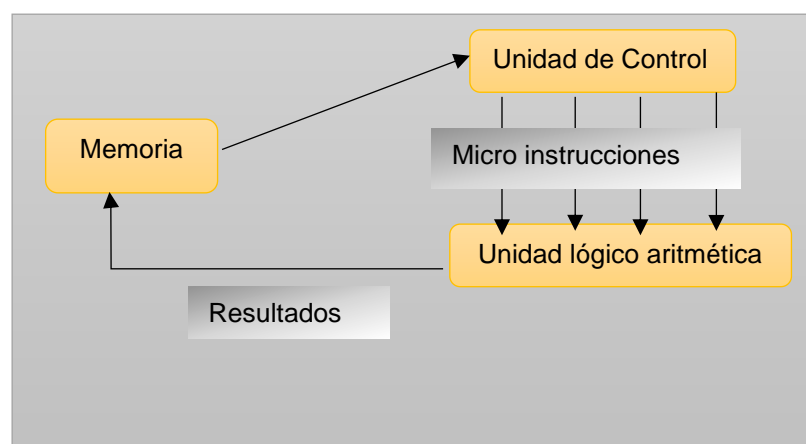 Unidad de Control
Memoria
Micro instrucciones
Unidad lógico aritmética
Resultados